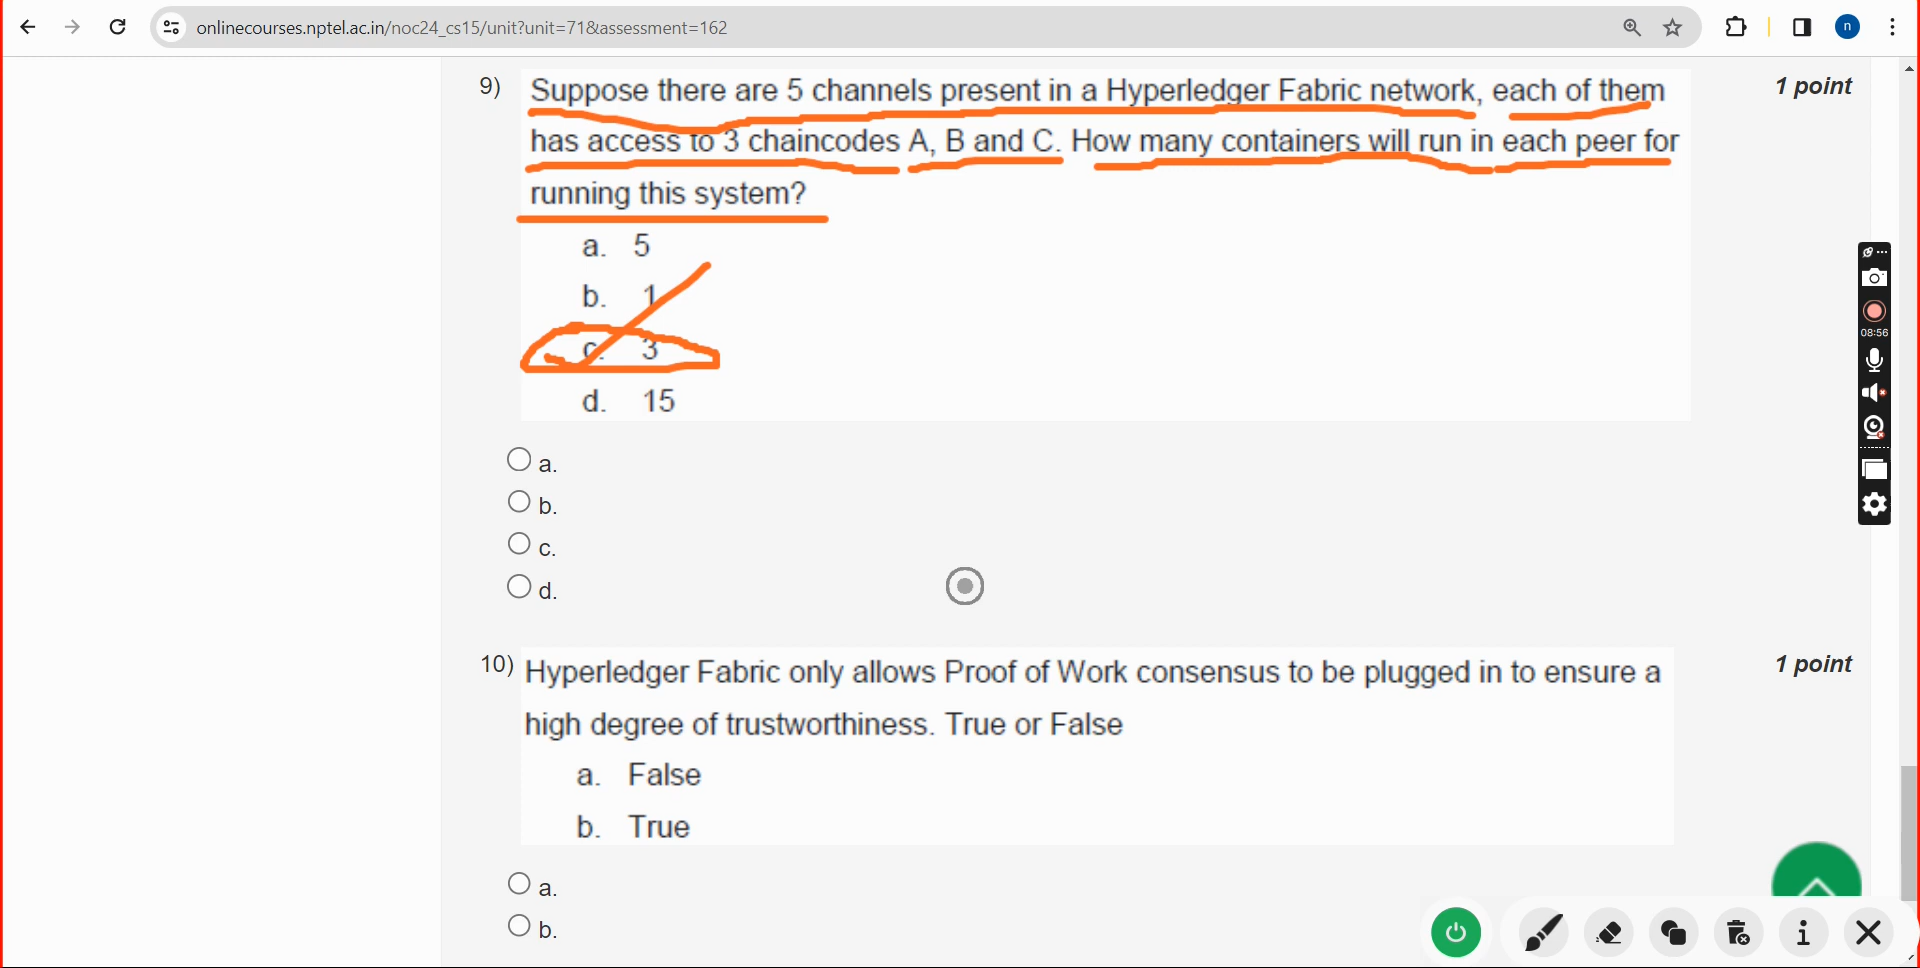 onlinecourses.nptel.ac.in/noc24_cs15/unit?unit=71&assessment=162
n
9)
Suppose there are 5 channels present in a Hyperledger Fabric network, each of them
1 point
has access to 3 chaincodes A, B and C. How many containers will run in each peer for
running this system?
a. 5
b. 1
c. 3
d. 15
08:56
a.
b.
c.
d.
10)
Hyperledger Fabric only allows Proof of Work consensus to be plugged in to ensure a
1 point
high degree of trustworthiness. True or False
a. False
b. True
a.
b.